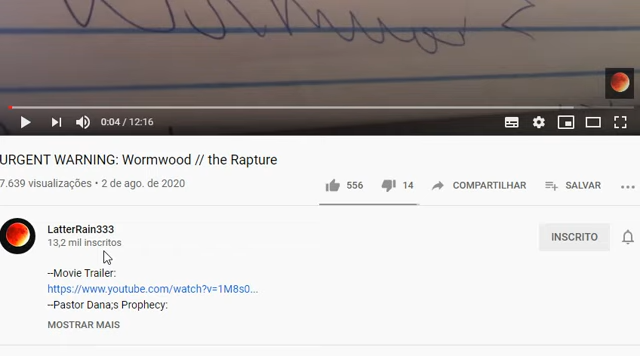 0:04 / 12:16
URGENT WARNING: Wormwood // the Rapture
7.639 visualizações • 2 de ago. de 2020
556
14
COMPARTILHAR
SALVAR
LatterRain333
13,2 mil inscritos
INSCRITO
--Movie Trailer:
https://www.youtube.com/watch?v=1M8s0...
--Pastor Dana;s Prophecy:
MOSTRAR MAIS